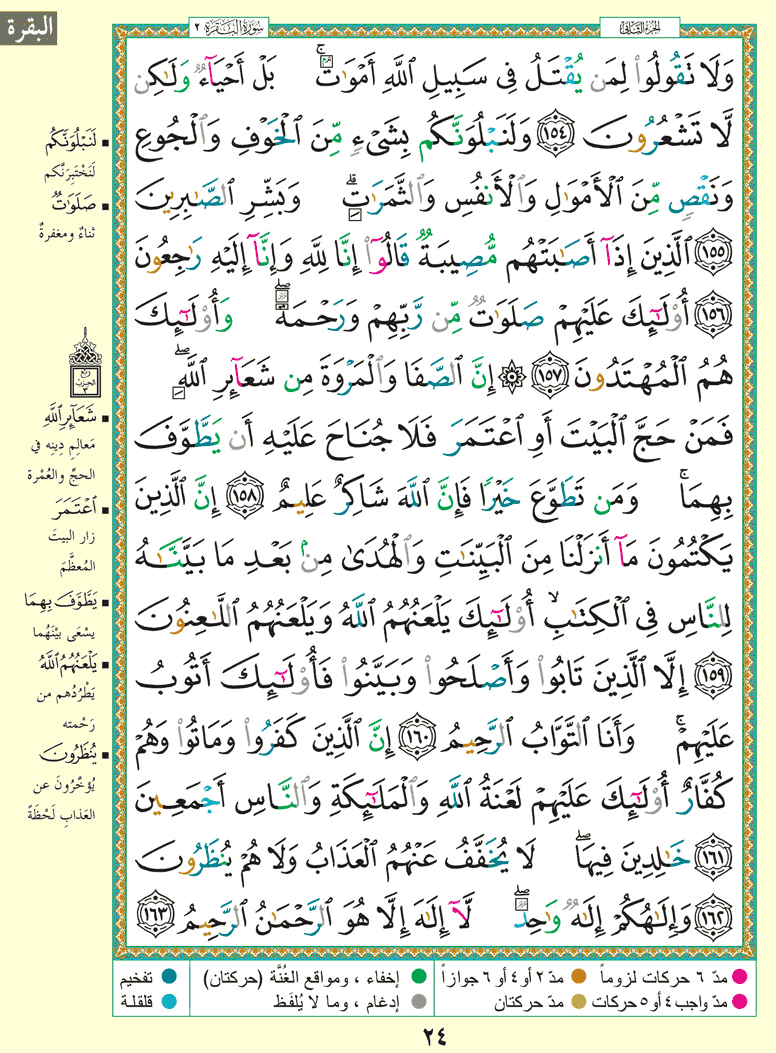 البقرة
الجزء الثاني
سورة البقرة ٢
وَلَا تَقُولُوا۟ لِمَن يُقْتَلُ فِى سَبِيلِ ٱللَّهِ أَمْوَٰتٌۢ ۚ بَلْ أَحْيَآءٌ وَلَـٰكِن
لَّا تَشْعُرُونَ ١٥٤ وَلَنَبْلُوَنَّكُم بِشَىْءٍ مِّنَ ٱلْخَوْفِ وَٱلْجُوعِ
وَنَقْصٍ مِّنَ ٱلْأَمْوَٰلِ وَٱلْأَنفُسِ وَٱلثَّمَرَٰتِ ۗ وَبَشِّرِ ٱلصَّـٰبِرِينَ
١٥٥ ٱلَّذِينَ إِذَآ أَصَـٰبَتْهُم مُّصِيبَةٌ قَالُوٓا۟ إِنَّا لِلَّهِ وَإِنَّآ إِلَيْهِ رَٰجِعُونَ
١٥٦ أُو۟لَـٰٓئِكَ عَلَيْهِمْ صَلَوَٰتٌ مِّن رَّبِّهِمْ وَرَحْمَةٌ ۖ وَأُو۟لَـٰٓئِكَ
هُمُ ٱلْمُهْتَدُونَ ١٥٧ ۞ إِنَّ ٱلصَّفَا وَٱلْمَرْوَةَ مِن شَعَآئِرِ ٱللَّهِ ۖ
فَمَنْ حَجَّ ٱلْبَيْتَ أَوِ ٱعْتَمَرَ فَلَا جُنَاحَ عَلَيْهِ أَن يَطَّوَّفَ
بِهِمَا ۚ وَمَن تَطَوَّعَ خَيْرًا فَإِنَّ ٱللَّهَ شَاكِرٌ عَلِيمٌ ١٥٨ إِنَّ ٱلَّذِينَ
يَكْتُمُونَ مَآ أَنزَلْنَا مِنَ ٱلْبَيِّنَـٰتِ وَٱلْهُدَىٰ مِنۢ بَعْدِ مَا بَيَّنَّـٰهُ
لِلنَّاسِ فِى ٱلْكِتَـٰبِ ۙ أُو۟لَـٰٓئِكَ يَلْعَنُهُمُ ٱللَّهُ وَيَلْعَنُهُمُ ٱللَّـٰعِنُونَ
١٥٩ إِلَّا ٱلَّذِينَ تَابُوا۟ وَأَصْلَحُوا۟ وَبَيَّنُوا۟ فَأُو۟لَـٰٓئِكَ أَتُوبُ
عَلَيْهِمْ ۚ وَأَنَا ٱلتَّوَّابُ ٱلرَّحِيمُ ١٦٠ إِنَّ ٱلَّذِينَ كَفَرُوا۟ وَمَاتُوا۟ وَهُمْ
كُفَّارٌ أُو۟لَـٰٓئِكَ عَلَيْهِمْ لَعْنَةُ ٱللَّهِ وَٱلْمَلَـٰٓئِكَةِ وَٱلنَّاسِ أَجْمَعِينَ
١٦١ خَـٰلِدِينَ فِيهَا ۖ لَا يُخَفَّفُ عَنْهُمُ ٱلْعَذَابُ وَلَا هُمْ يُنظَرُونَ
١٦٢ وَإِلَـٰهُكُمْ إِلَـٰهٌ وَٰحِدٌ ۖ لَّآ إِلَـٰهَ إِلَّا هُوَ ٱلرَّحْمَـٰنُ ٱلرَّحِيمُ ١٦٣
لَنَبْلُوَنَّكُم
لَنَخْتَبِرَنَّكم
صَلَوَٰتٌ
ثناءٌ ومغفرةٌ
ربع
الحزب
٣
شَعَآئِرِ ٱللَّهِ
مَعالِمِ دِينِه في
الحجِّ والعُمْرة
ٱعْتَمَرَ
زار البيتَ
المُعظَّمَ
يَطَّوَّفَ بِهِمَا
يسْعَى بيْنَهُما
يَلْعَنُهُمُ ٱللَّهُ
يَطْرُدُهم من
رَحْمته
يُنظَرُونَ
يُؤخَّرُونَ عن
العَذابِ لَحْظةً
مدّ ٦ حركات لزوماً
مدّ ٢ أو ٤ أو ٦ جوازاً
إخفاء ، ومواقع الغُنَّة (حركتان)
تفخيم
مدّ واجب ٤ أو ٥ حركات
مدّ حركتان
إدغام ، وما لا يُلفَظ
قلقلة
٢٤